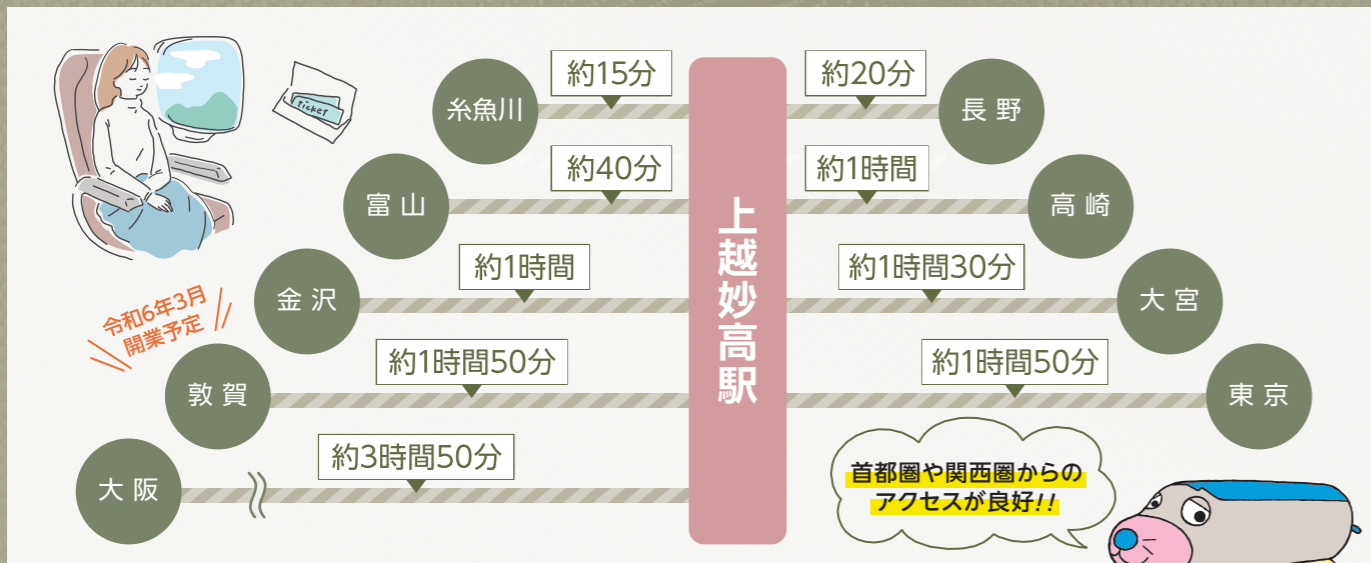 ticket
糸魚川
約15分
約20分
長野
富山
約40分
約1時間
高崎
上越妙高駅
金沢
約1時間
約1時間30分
大宮
令和6年3月
開業予定
敦賀
約1時間50分
約1時間50分
東京
大阪
約3時間50分
首都圏や関西圏からの
アクセスが良好!!